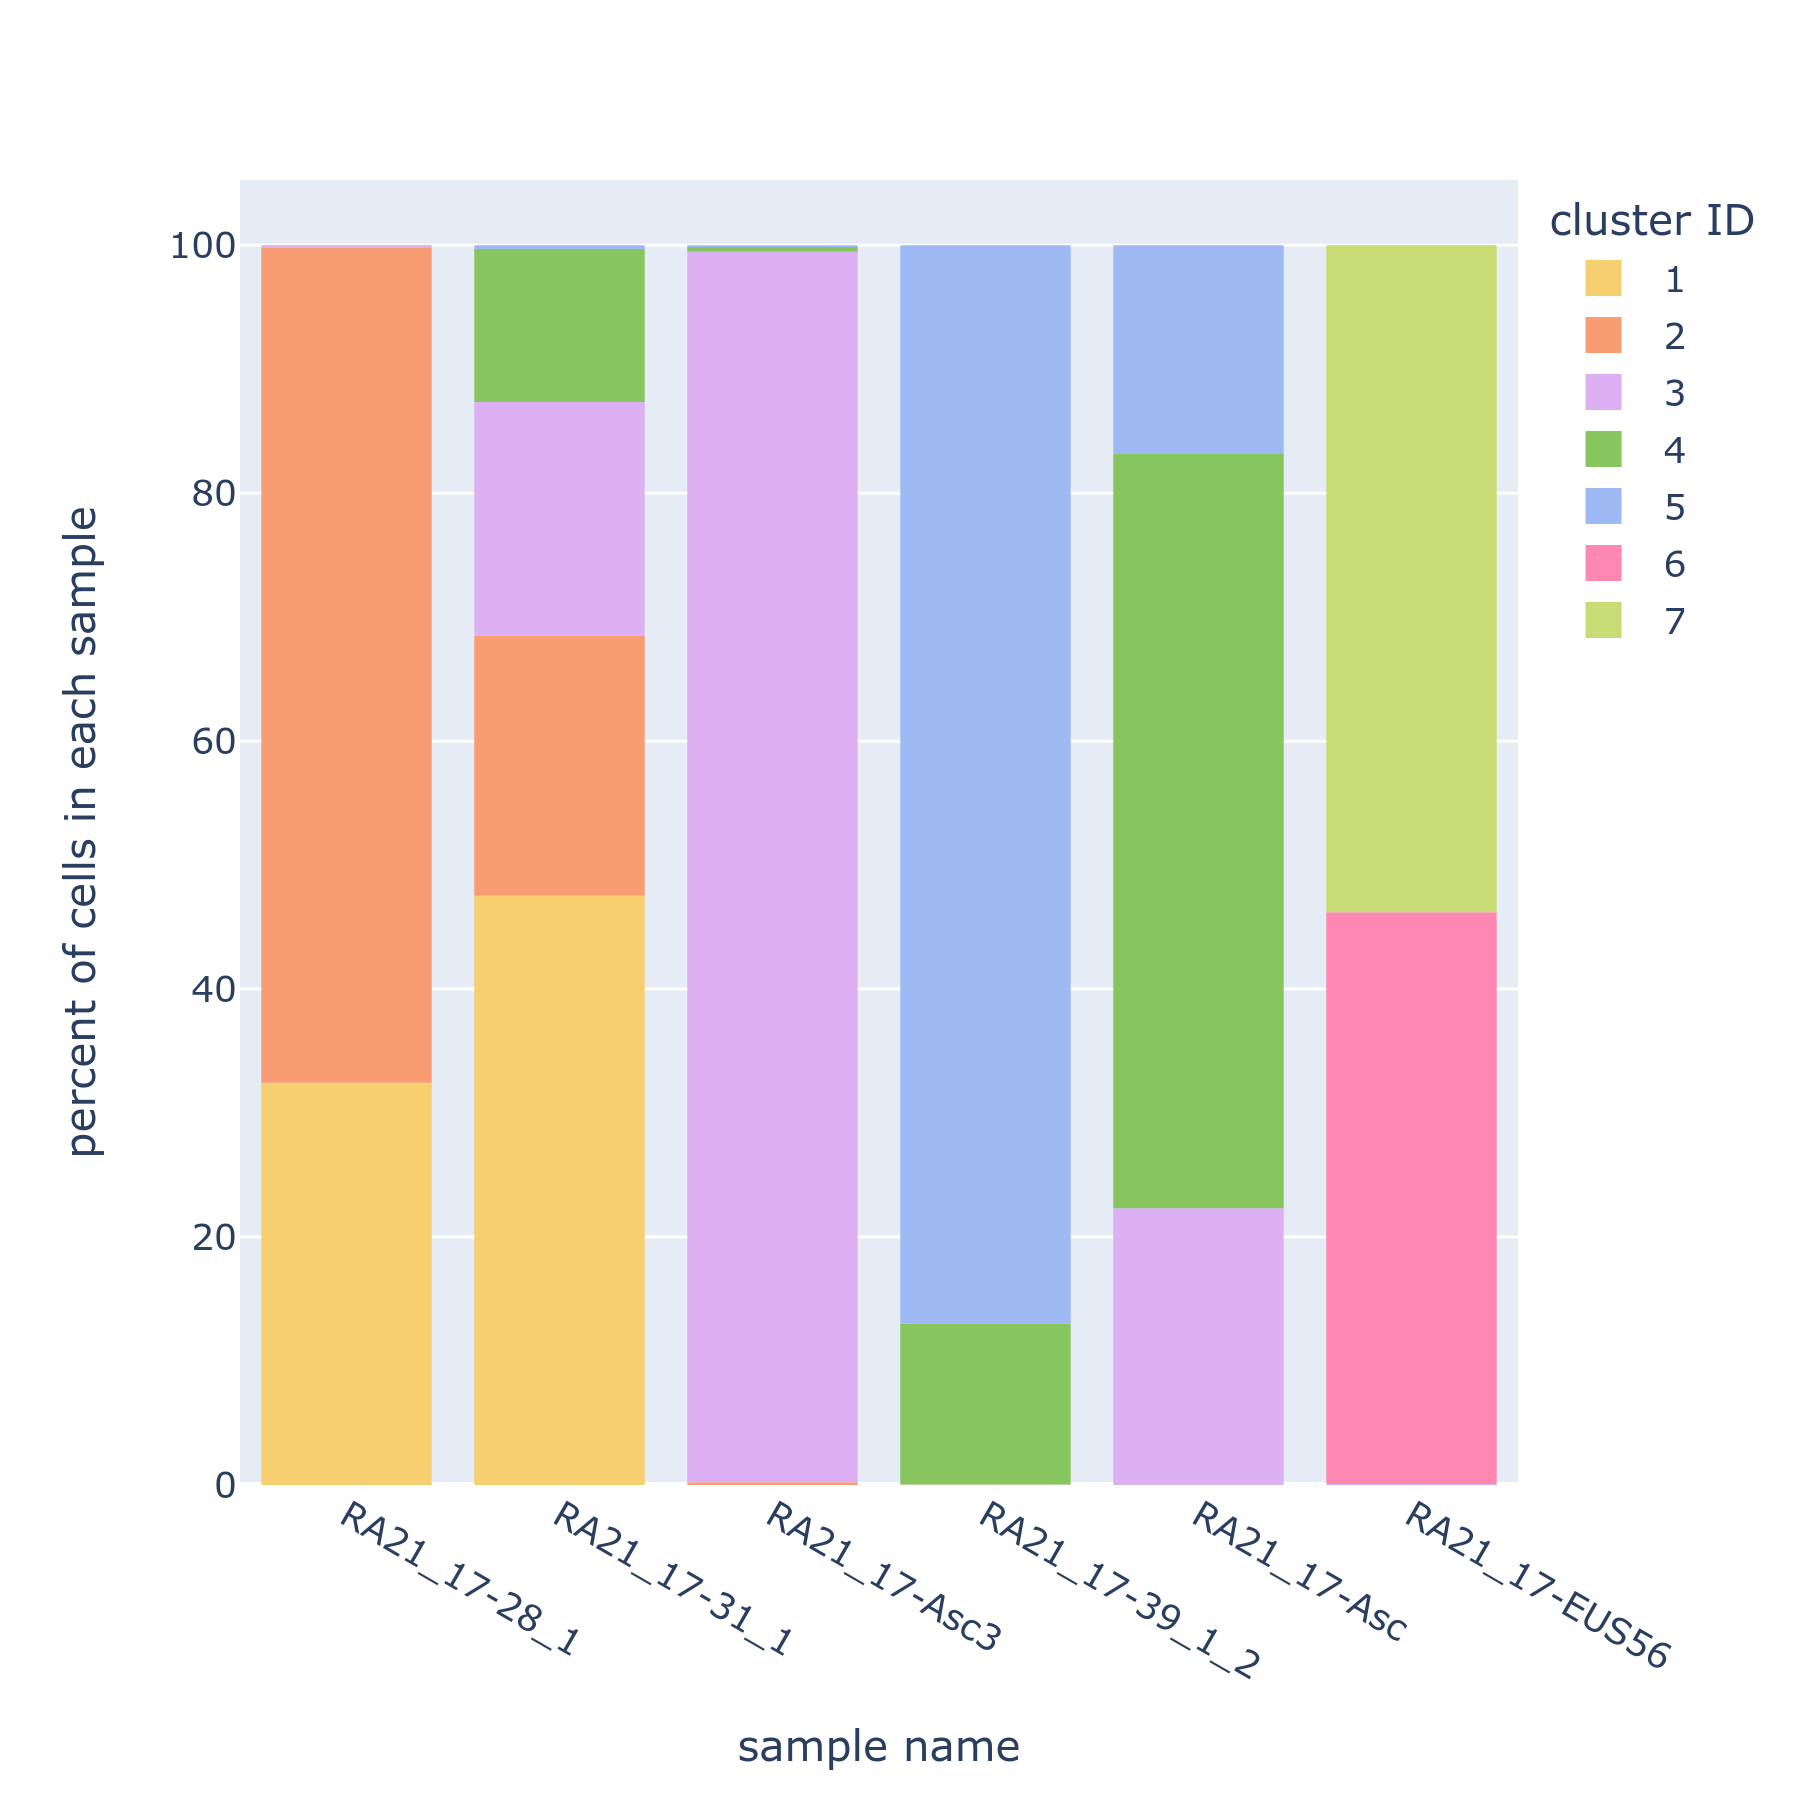 cluster ID
1
2
3
4
5
6
7
percent of cells in each sample
100
80
60
40
20
0
RA21_17-28_1
RA21_17-31_1
RA21_17-Asc3
RA21_17-39_1_2
RA21_17-Asc
RA21_17-EUS56
sample name